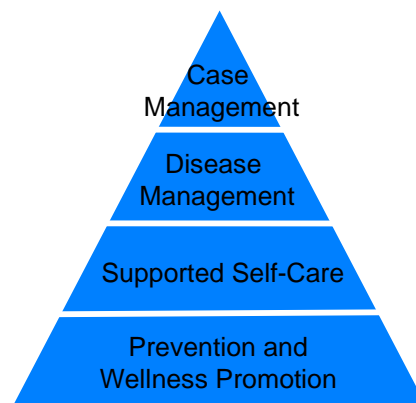 Case
Management
Disease
Management
Supported Self-Care
Prevention and
Wellness Promotion